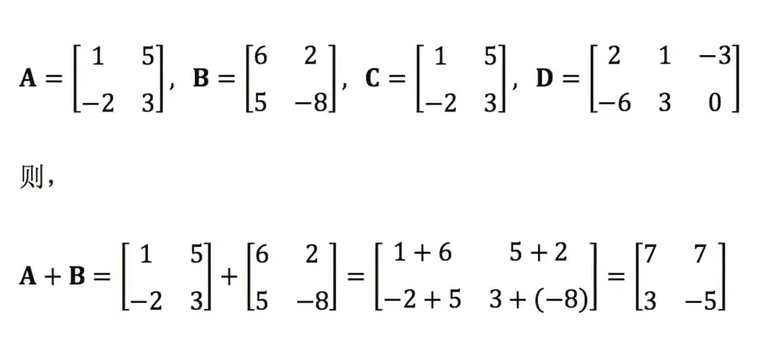 A = [1 5; −2 3], B = [6 2; 5 −8], C = [1 5; −2 3], D = [2 1 −3; −6 3 0]
则，
A + B = [1 5; −2 3] + [6 2; 5 −8] = [1 + 6 5 + 2; −2 + 5 3 + (−8)] = [7 7; 3 −5]